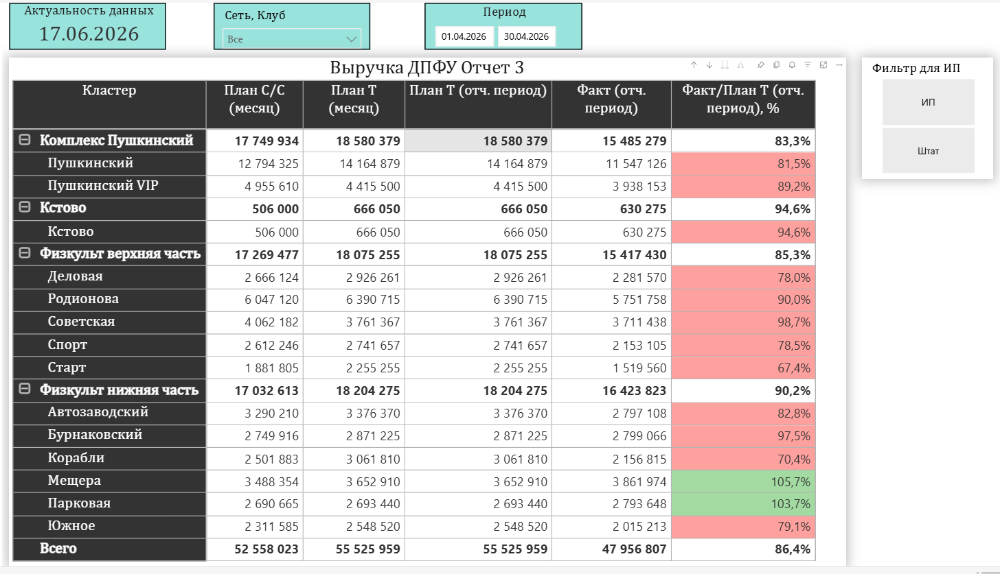 Актуальность данных
17.06.2026
Сеть, Клуб
Все
Период
01.04.2026 30.04.2026
Выручка ДПФУ Отчет 3
Фильтр для ИП
ИП
Штат
Кластер План С/С (месяц) План Т (месяц) План Т (отч. период) Факт (отч. период) Факт/План Т (отч. период), %
Комплекс Пушкинский 17 749 934 18 580 379 18 580 379 15 485 279 83,3%
Пушкинский 12 794 325 14 164 879 14 164 879 11 547 126 81,5%
Пушкинский VIP 4 955 610 4 415 500 4 415 500 3 938 153 89,2%
Кстово 506 000 666 050 666 050 630 275 94,6%
Кстово 506 000 666 050 666 050 630 275 94,6%
Физкульт верхняя часть 17 269 477 18 075 255 18 075 255 15 417 430 85,3%
Деловая 2 666 124 2 926 261 2 926 261 2 281 570 78,0%
Родионова 6 047 120 6 390 715 6 390 715 5 751 758 90,0%
Советская 4 062 182 3 761 367 3 761 367 3 711 438 98,7%
Спорт 2 612 246 2 741 657 2 741 657 2 153 105 78,5%
Старт 1 881 805 2 255 255 2 255 255 1 519 560 67,4%
Физкульт нижняя часть 17 032 613 18 204 275 18 204 275 16 423 823 90,2%
Автозаводский 3 290 210 3 376 370 3 376 370 2 797 108 82,8%
Бурнаковский 2 749 916 2 871 225 2 871 225 2 799 066 97,5%
Корабли 2 501 883 3 061 810 3 061 810 2 156 815 70,4%
Мещера 3 488 354 3 652 910 3 652 910 3 861 974 105,7%
Парковая 2 690 665 2 693 440 2 693 440 2 793 648 103,7%
Южное 2 311 585 2 548 520 2 548 520 2 015 213 79,1%
Всего 52 558 023 55 525 959 55 525 959 47 956 807 86,4%